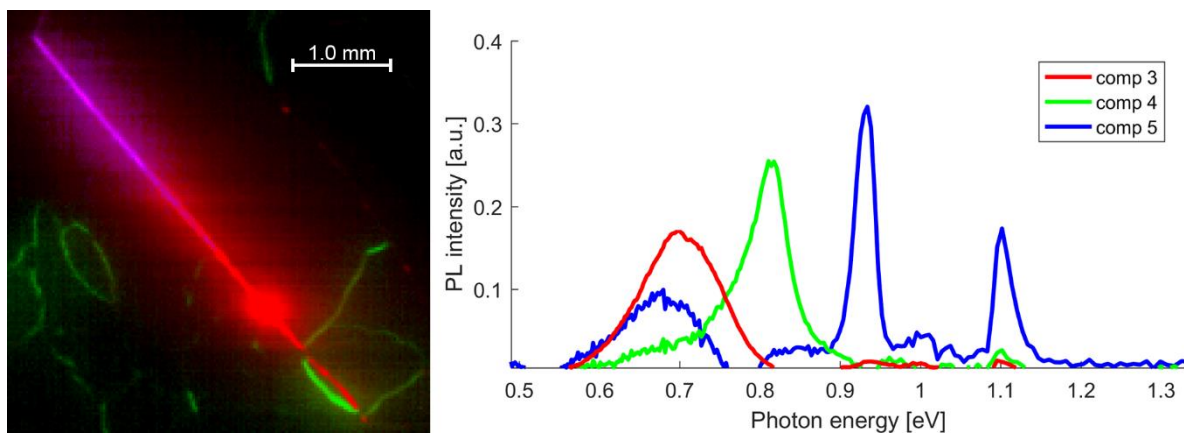 1.0 mm
PL intensity [a.u.]
0.4
0.3
0.2
0.1
comp 3
comp 4
comp 5
0.5 0.6 0.7 0.8 0.9 1 1.1 1.2 1.3
Photon energy [eV]